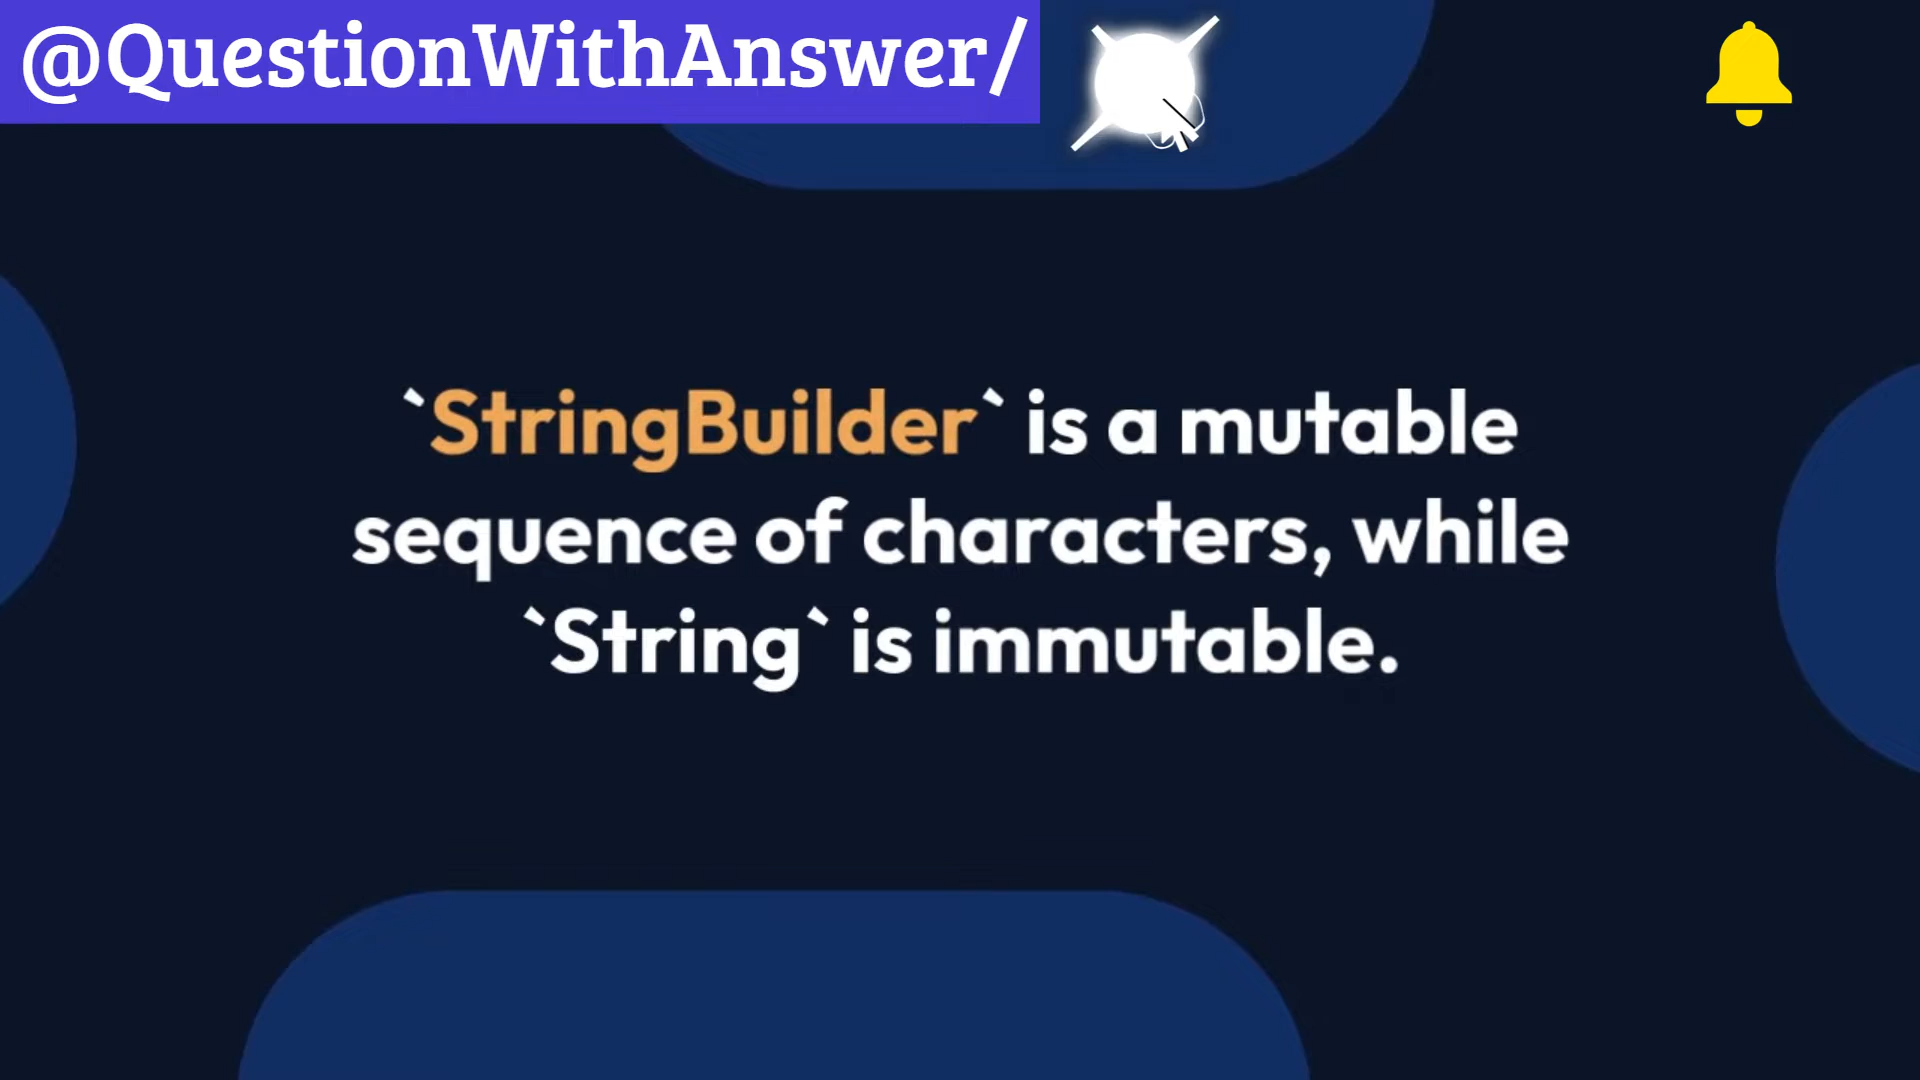 @QuestionWithAnswer/
`StringBuilder` is a mutable
sequence of characters, while
`String` is immutable.